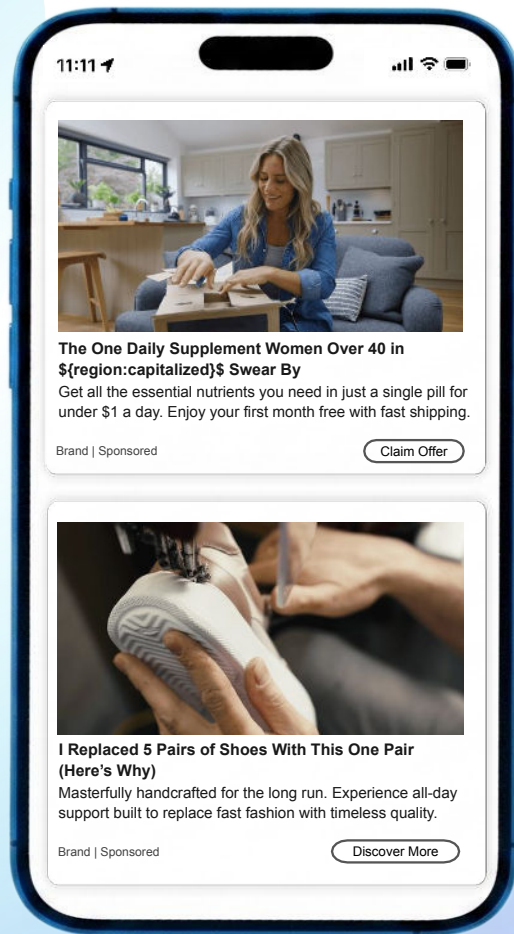 11:11
The One Daily Supplement Women Over 40 in
${region:capitalized}$ Swear By
Get all the essential nutrients you need in just a single pill for
under $1 a day. Enjoy your first month free with fast shipping.
Brand | Sponsored
Claim Offer
I Replaced 5 Pairs of Shoes With This One Pair
(Here’s Why)
Masterfully handcrafted for the long run. Experience all-day
support built to replace fast fashion with timeless quality.
Brand | Sponsored
Discover More